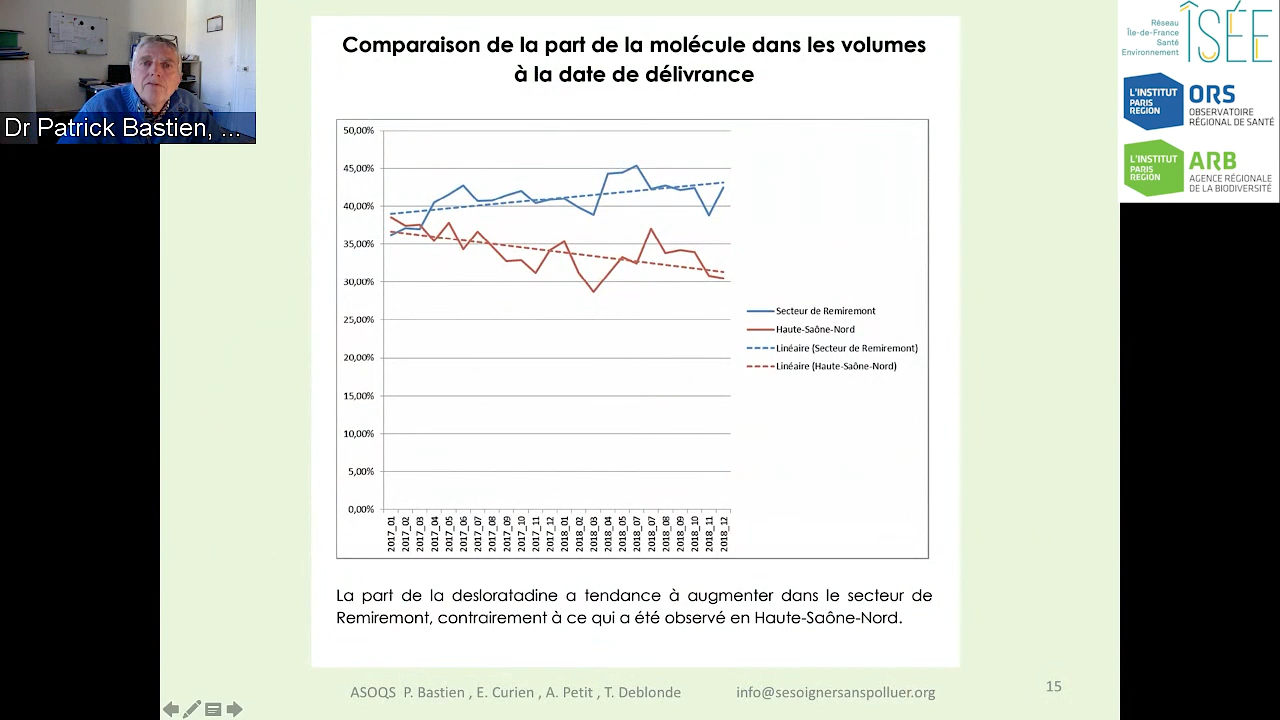 Comparaison de la part de la molécule dans les volumes
à la date de délivrance
Dr Patrick Bastien, ...
Réseau
Île-de-France
Santé
Environnement
ÎSÉE
L'INSTITUT
PARIS
REGION
ORS
OBSERVATOIRE
RÉGIONAL DE SANTÉ
L'INSTITUT
PARIS
REGION
ARB
AGENCE RÉGIONALE
DE LA BIODIVERSITÉ
50,00%
45,00%
40,00%
35,00%
30,00%
25,00%
20,00%
15,00%
10,00%
5,00%
0,00%
2017_01
2017_02
2017_03
2017_04
2017_05
2017_06
2017_07
2017_08
2017_09
2017_10
2017_11
2017_12
2018_01
2018_02
2018_03
2018_04
2018_05
2018_07
2018_07
2018_08
2018_09
2018_10
2018_11
2018_12
Secteur de Remiremont
Haute-Saône-Nord
Linéaire (Secteur de Remiremont)
Linéaire (Haute-Saône-Nord)
La part de la desloratadine a tendance à augmenter dans le secteur de
Remiremont, contrairement à ce qui a été observé en Haute-Saône-Nord.
ASOQS P. Bastien , E. Curien , A. Petit , T. Deblonde
info@sesoignersanspolluer.org
15